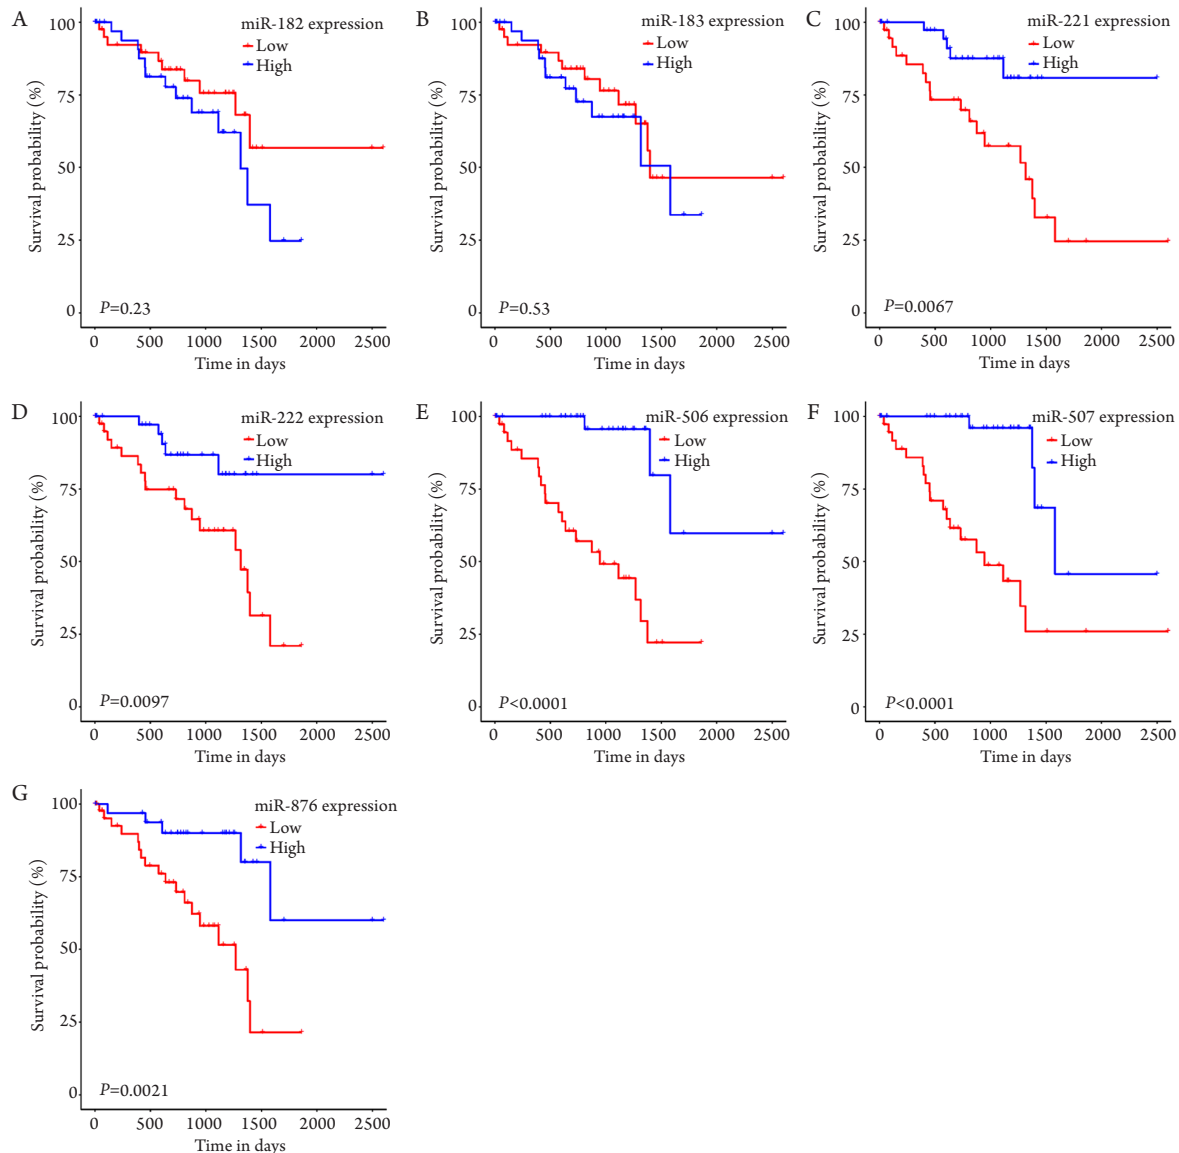 A
miR-182 expression
Low
High
Survival probability (%)
100
75
50
25
0
P=0.23
0 500 1000 1500 2000 2500
Time in days
B
miR-183 expression
Low
High
Survival probability (%)
100
75
50
25
0
P=0.53
0 500 1000 1500 2000 2500
Time in days
C
miR-221 expression
Low
High
Survival probability (%)
100
75
50
25
0
P=0.0067
0 500 1000 1500 2000 2500
Time in days
D
miR-222 expression
Low
High
Survival probability (%)
100
75
50
25
0
P=0.0097
0 500 1000 1500 2000 2500
Time in days
E
miR-506 expression
Low
High
Survival probability (%)
100
75
50
25
0
P<0.0001
0 500 1000 1500 2000 2500
Time in days
F
miR-507 expression
Low
High
Survival probability (%)
100
75
50
25
0
P<0.0001
0 500 1000 1500 2000 2500
Time in days
G
miR-876 expression
Low
High
Survival probability (%)
100
75
50
25
0
P=0.0021
0 500 1000 1500 2000 2500
Time in days